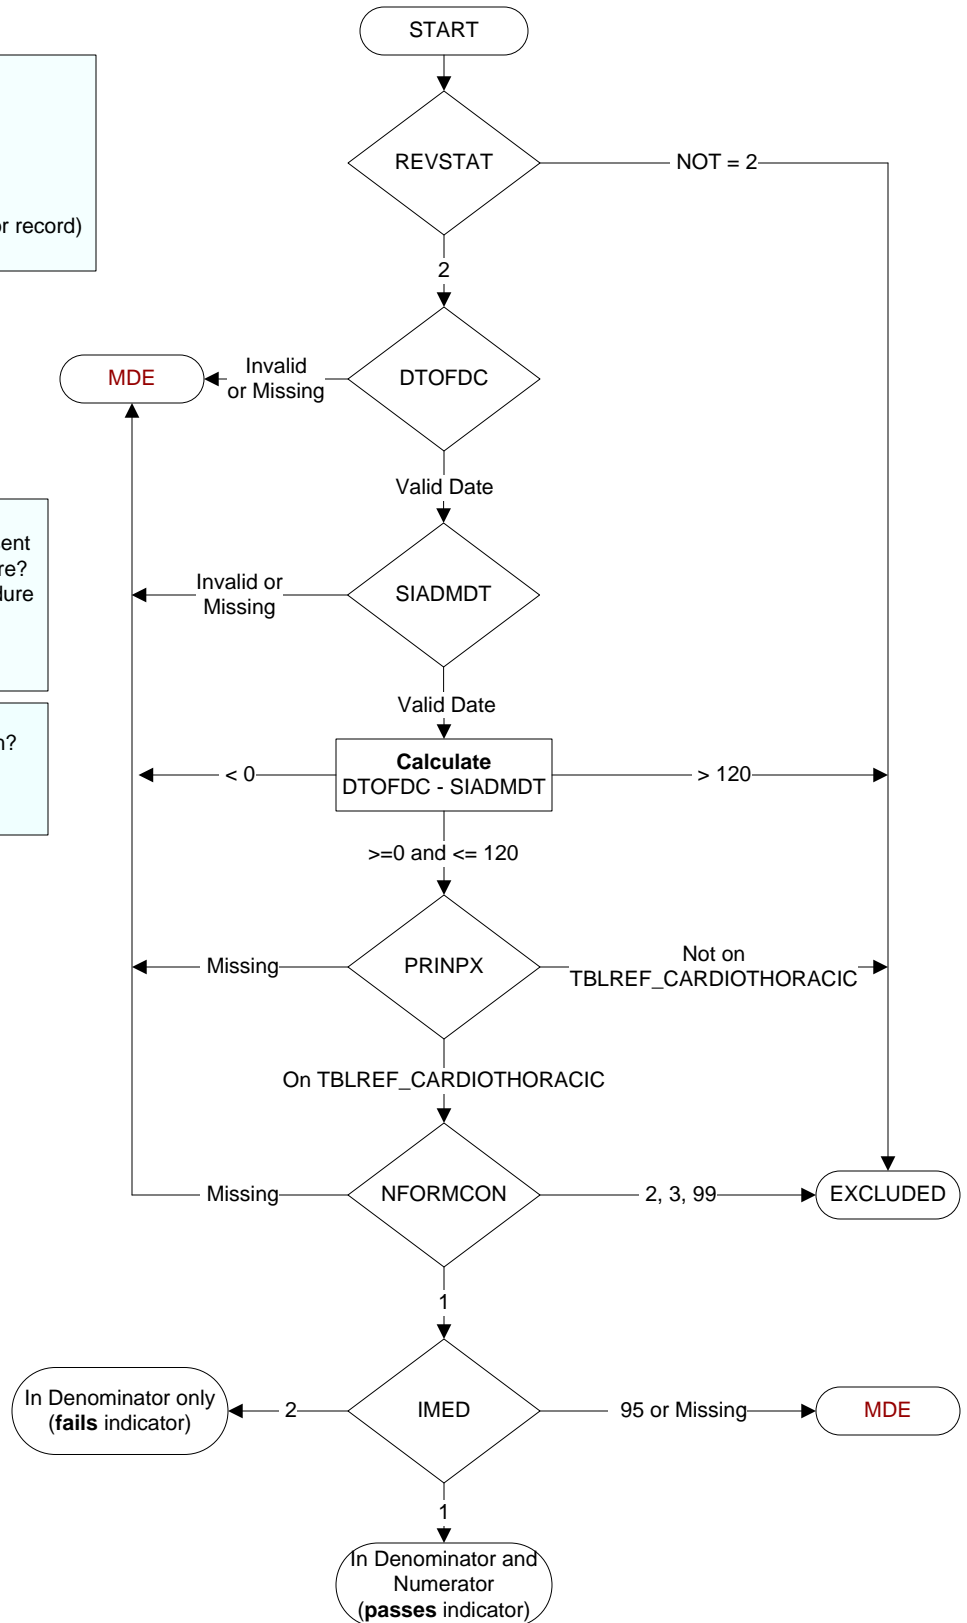 START
REVSTAT
NOT = 2
or record)
2
MDE
Invalid
or Missing
DTOFDC
Valid Date
ent
re?
dure
Invalid or
Missing
SIADMDT
Valid Date
n?
< 0
Calculate
DTOFDC - SIADMDT
> 120
>=0 and <= 120
Missing
PRINPX
Not on
TBLREF_CARDIOTHORACIC
On TBLREF_CARDIOTHORACIC
Missing
NFORMCON
2, 3, 99
EXCLUDED
1
In Denominator only
(fails indicator)
2
IMED
95 or Missing
MDE
1
In Denominator and
Numerator
(passes indicator)